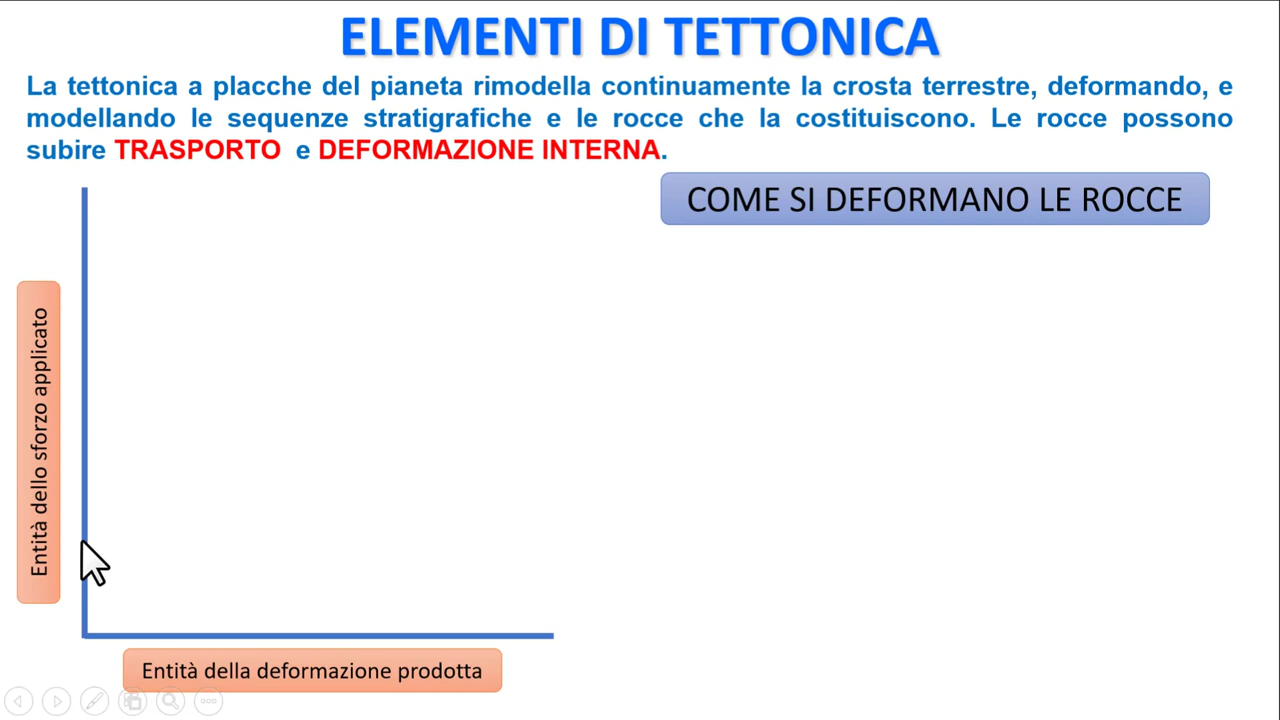 ELEMENTI DI TETTONICA
La tettonica a placche del pianeta rimodella continuamente la crosta terrestre, deformando, e
modellando le sequenze stratigrafiche e le rocce che la costituiscono. Le rocce possono
subire TRASPORTO e DEFORMAZIONE INTERNA.
COME SI DEFORMANO LE ROCCE
Entità dello sforzo applicato
Entità della deformazione prodotta